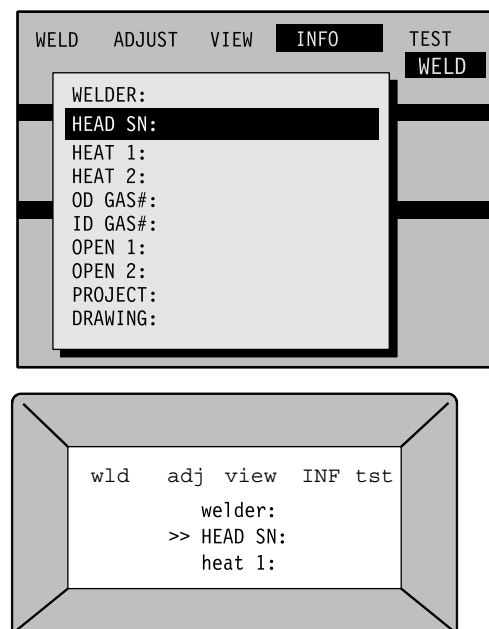 WELD ADJUST VIEW INFO TEST
WELD
WELDER:
HEAD SN:
HEAT 1:
HEAT 2:
OD GAS#:
ID GAS#:
OPEN 1:
OPEN 2:
PROJECT:
DRAWING:
wld adj view INF tst
welder:
>> HEAD SN:
heat 1: